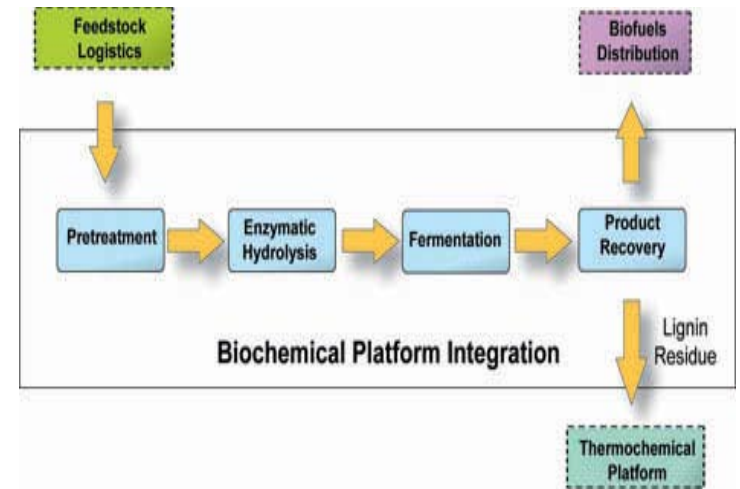 Feedstock
Logistics
Biofuels
Distribution
Pretreatment
Enzymatic
Hydrolysis
Fermentation
Product
Recovery
Biochemical Platform Integration
Lignin
Residue
Thermochemical
Platform